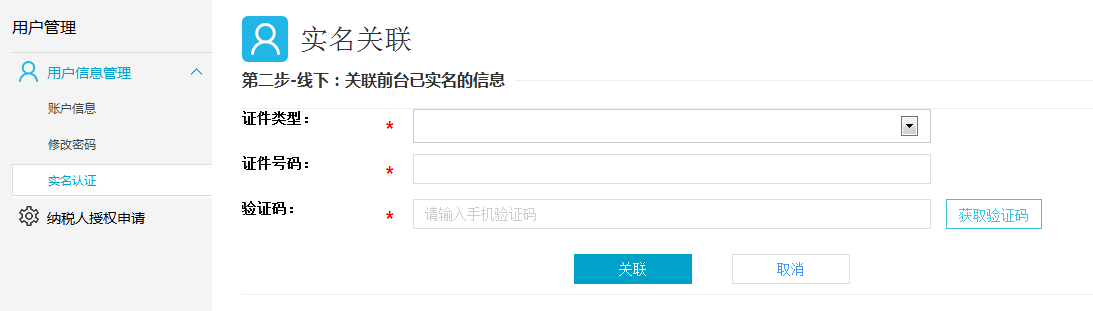 用户管理
用户信息管理
账户信息
修改密码
实名认证
纳税人授权申请
实名关联
第二步-线下：关联前台已实名的信息
证件类型： *
证件号码： *
验证码： * 请输入手机验证码 获取验证码
关联 取消